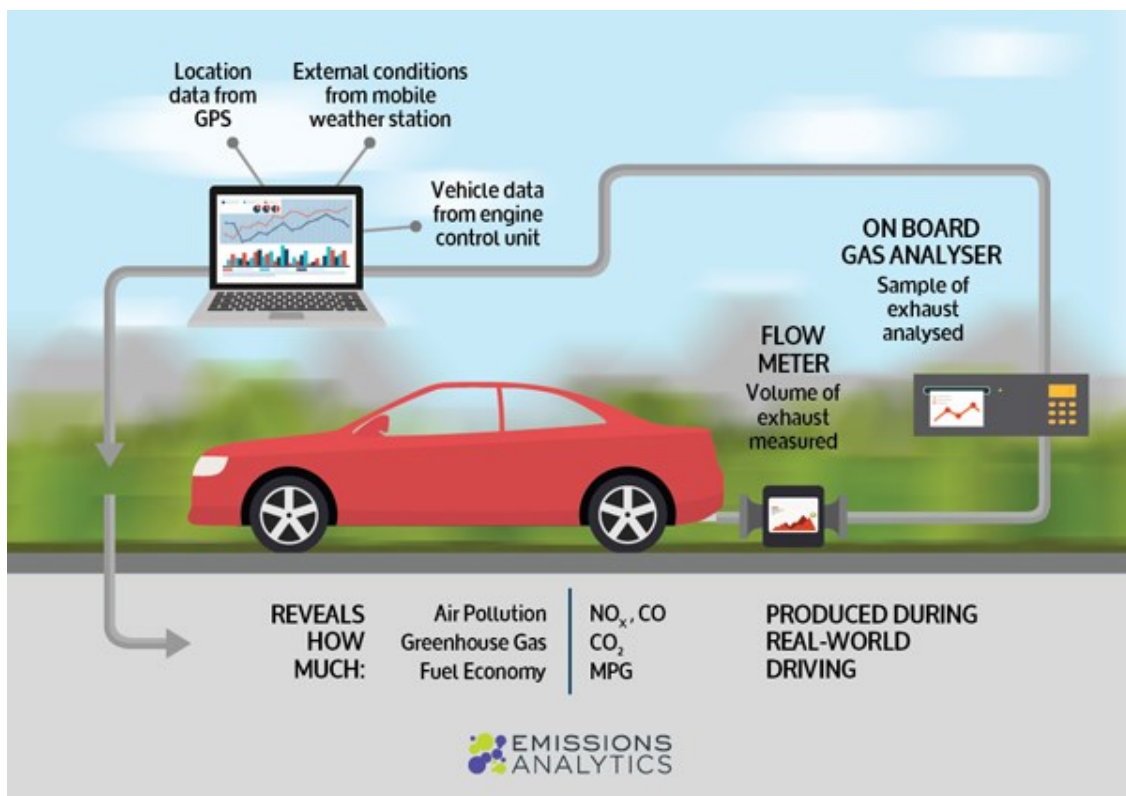 Location
data from
GPS
External conditions
from mobile
weather station
Vehicle data
from engine
control unit
ON BOARD
GAS ANALYSER
Sample of
exhaust
analysed
FLOW
METER
Volume of
exhaust
measured
REVEALS
HOW
MUCH:
Air Pollution
Greenhouse Gas
Fuel Economy
NOₓ, CO
CO₂
MPG
PRODUCED DURING
REAL-WORLD
DRIVING
EMISSIONS
ANALYTICS